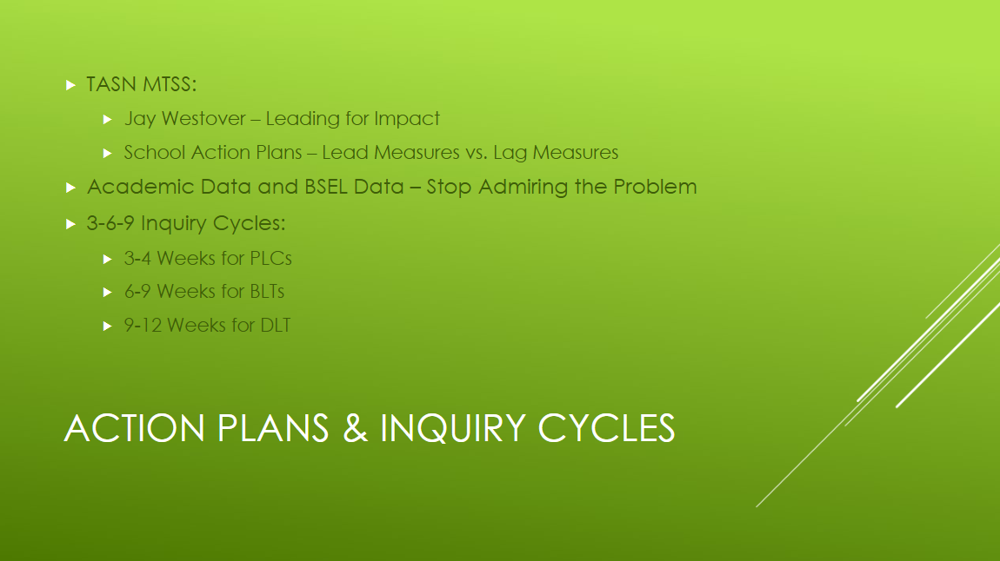 TASN MTSS:
Jay Westover – Leading for Impact
School Action Plans – Lead Measures vs. Lag Measures
Academic Data and BSEL Data – Stop Admiring the Problem
3-6-9 Inquiry Cycles:
3-4 Weeks for PLCs
6-9 Weeks for BLTs
9-12 Weeks for DLT
ACTION PLANS & INQUIRY CYCLES